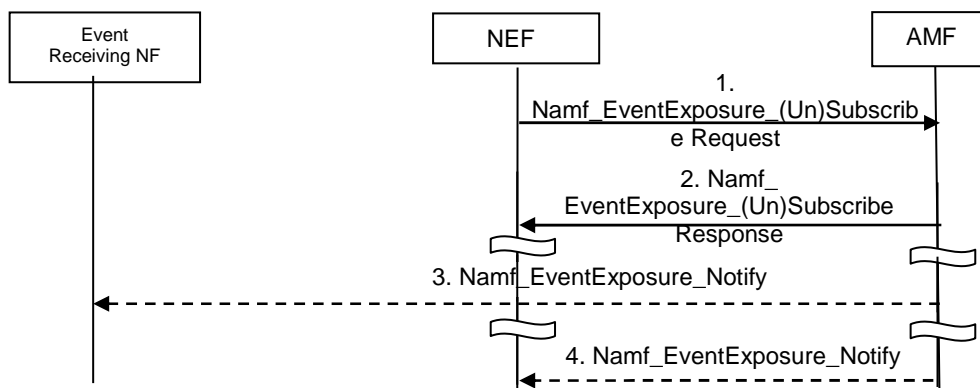 Event
Receiving NF
NEF
AMF
1.
Namf_EventExposure_(Un)Subscrib
e Request
2. Namf_
EventExposure_(Un)Subscribe
Response
3. Namf_EventExposure_Notify
4. Namf_EventExposure_Notify